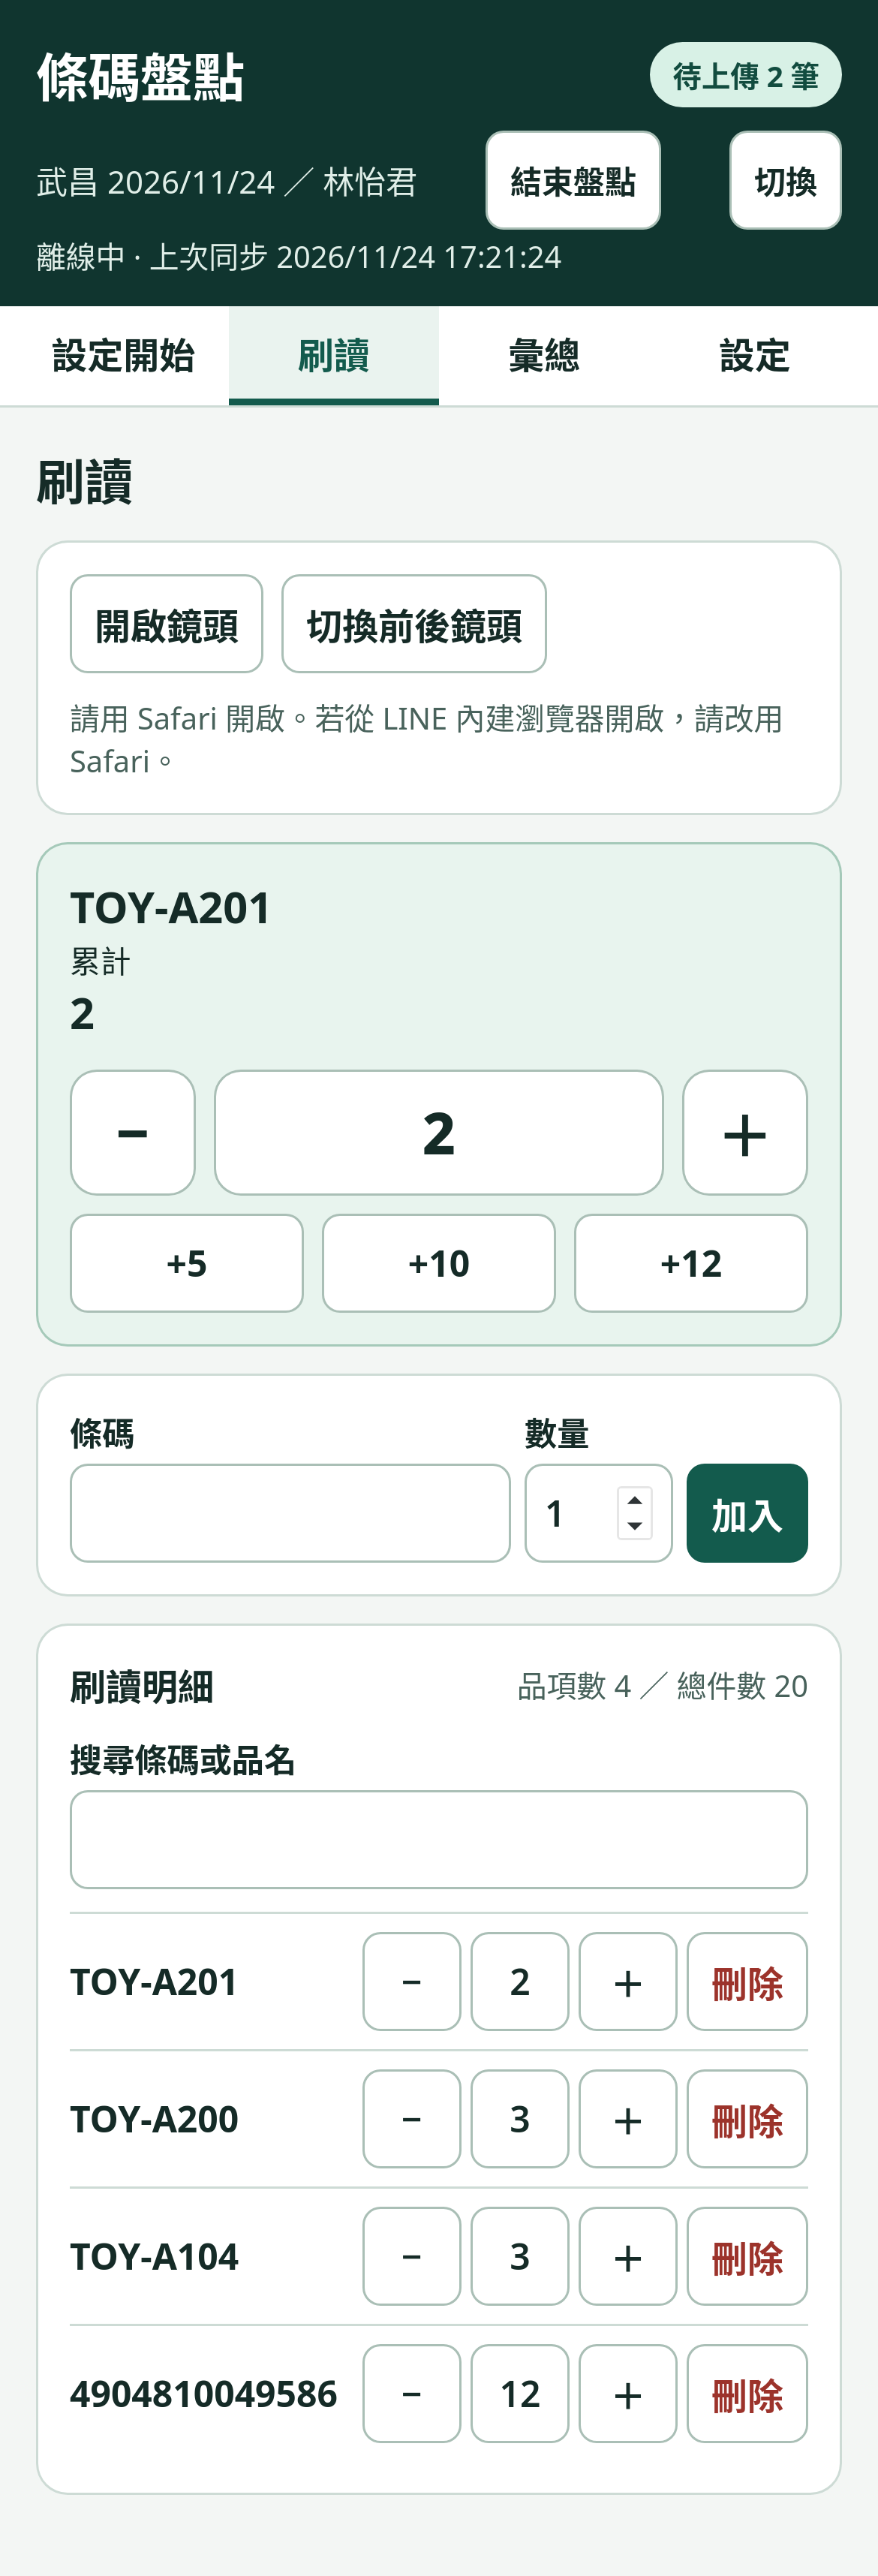 條碼盤點
待上傳 2 筆
武昌 2026/11/24 ／ 林怡君
結束盤點
切換
離線中 · 上次同步 2026/11/24 17:21:24
設定開始
刷讀
彙總
設定
刷讀
開啟鏡頭
切換前後鏡頭
請用 Safari 開啟。若從 LINE 內建瀏覽器開啟，請改用
Safari。
TOY-A201
累計
2
− 2 ＋
+5 +10 +12
條碼 數量
1 加入
刷讀明細
品項數 4 ／ 總件數 20
搜尋條碼或品名
TOY-A201 − 2 ＋ 刪除
TOY-A200 − 3 ＋ 刪除
TOY-A104 − 3 ＋ 刪除
4904810049586 − 12 ＋ 刪除